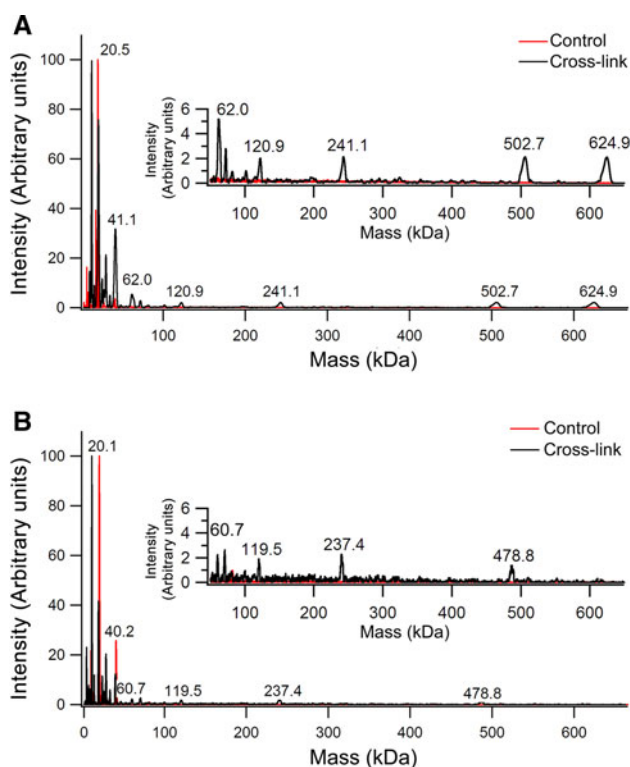 A
Intensity (Arbitrary units)
100
80
60
40
20
0
20.5
41.1
62.0
120.9
241.1
502.7
624.9
Control
Cross-link
Intensity
(Arbitrary units)
6
4
2
0
62.0
120.9
241.1
502.7
624.9
100 200 300 400 500 600
Mass (kDa)
100 200 300 400 500 600
Mass (kDa)
B
Intensity (Arbitrary units)
100
80
60
40
20
0
20.1
40.2
60.7
119.5
237.4
478.8
Control
Cross-link
Intensity
(Arbitrary units)
6
4
2
0
60.7
119.5
237.4
478.8
100 200 300 400 500 600
Mass (kDa)
0 100 200 300 400 500 600
Mass (kDa)